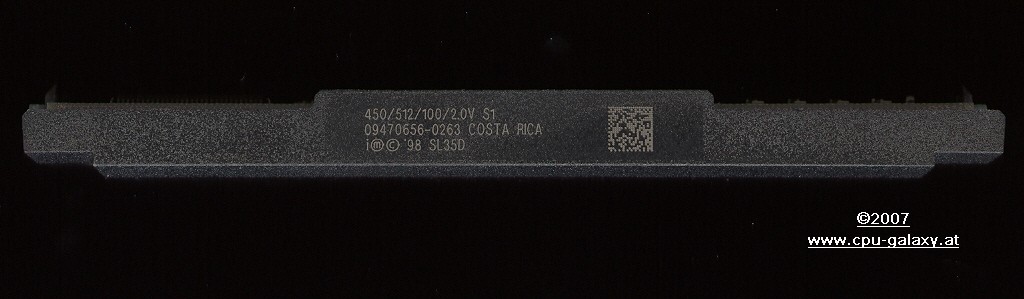 450/512/100/2.0V S1
09470656-0263 COSTA RICA
i ⓜ © '98 SL35D
©2007
www.cpu-galaxy.at